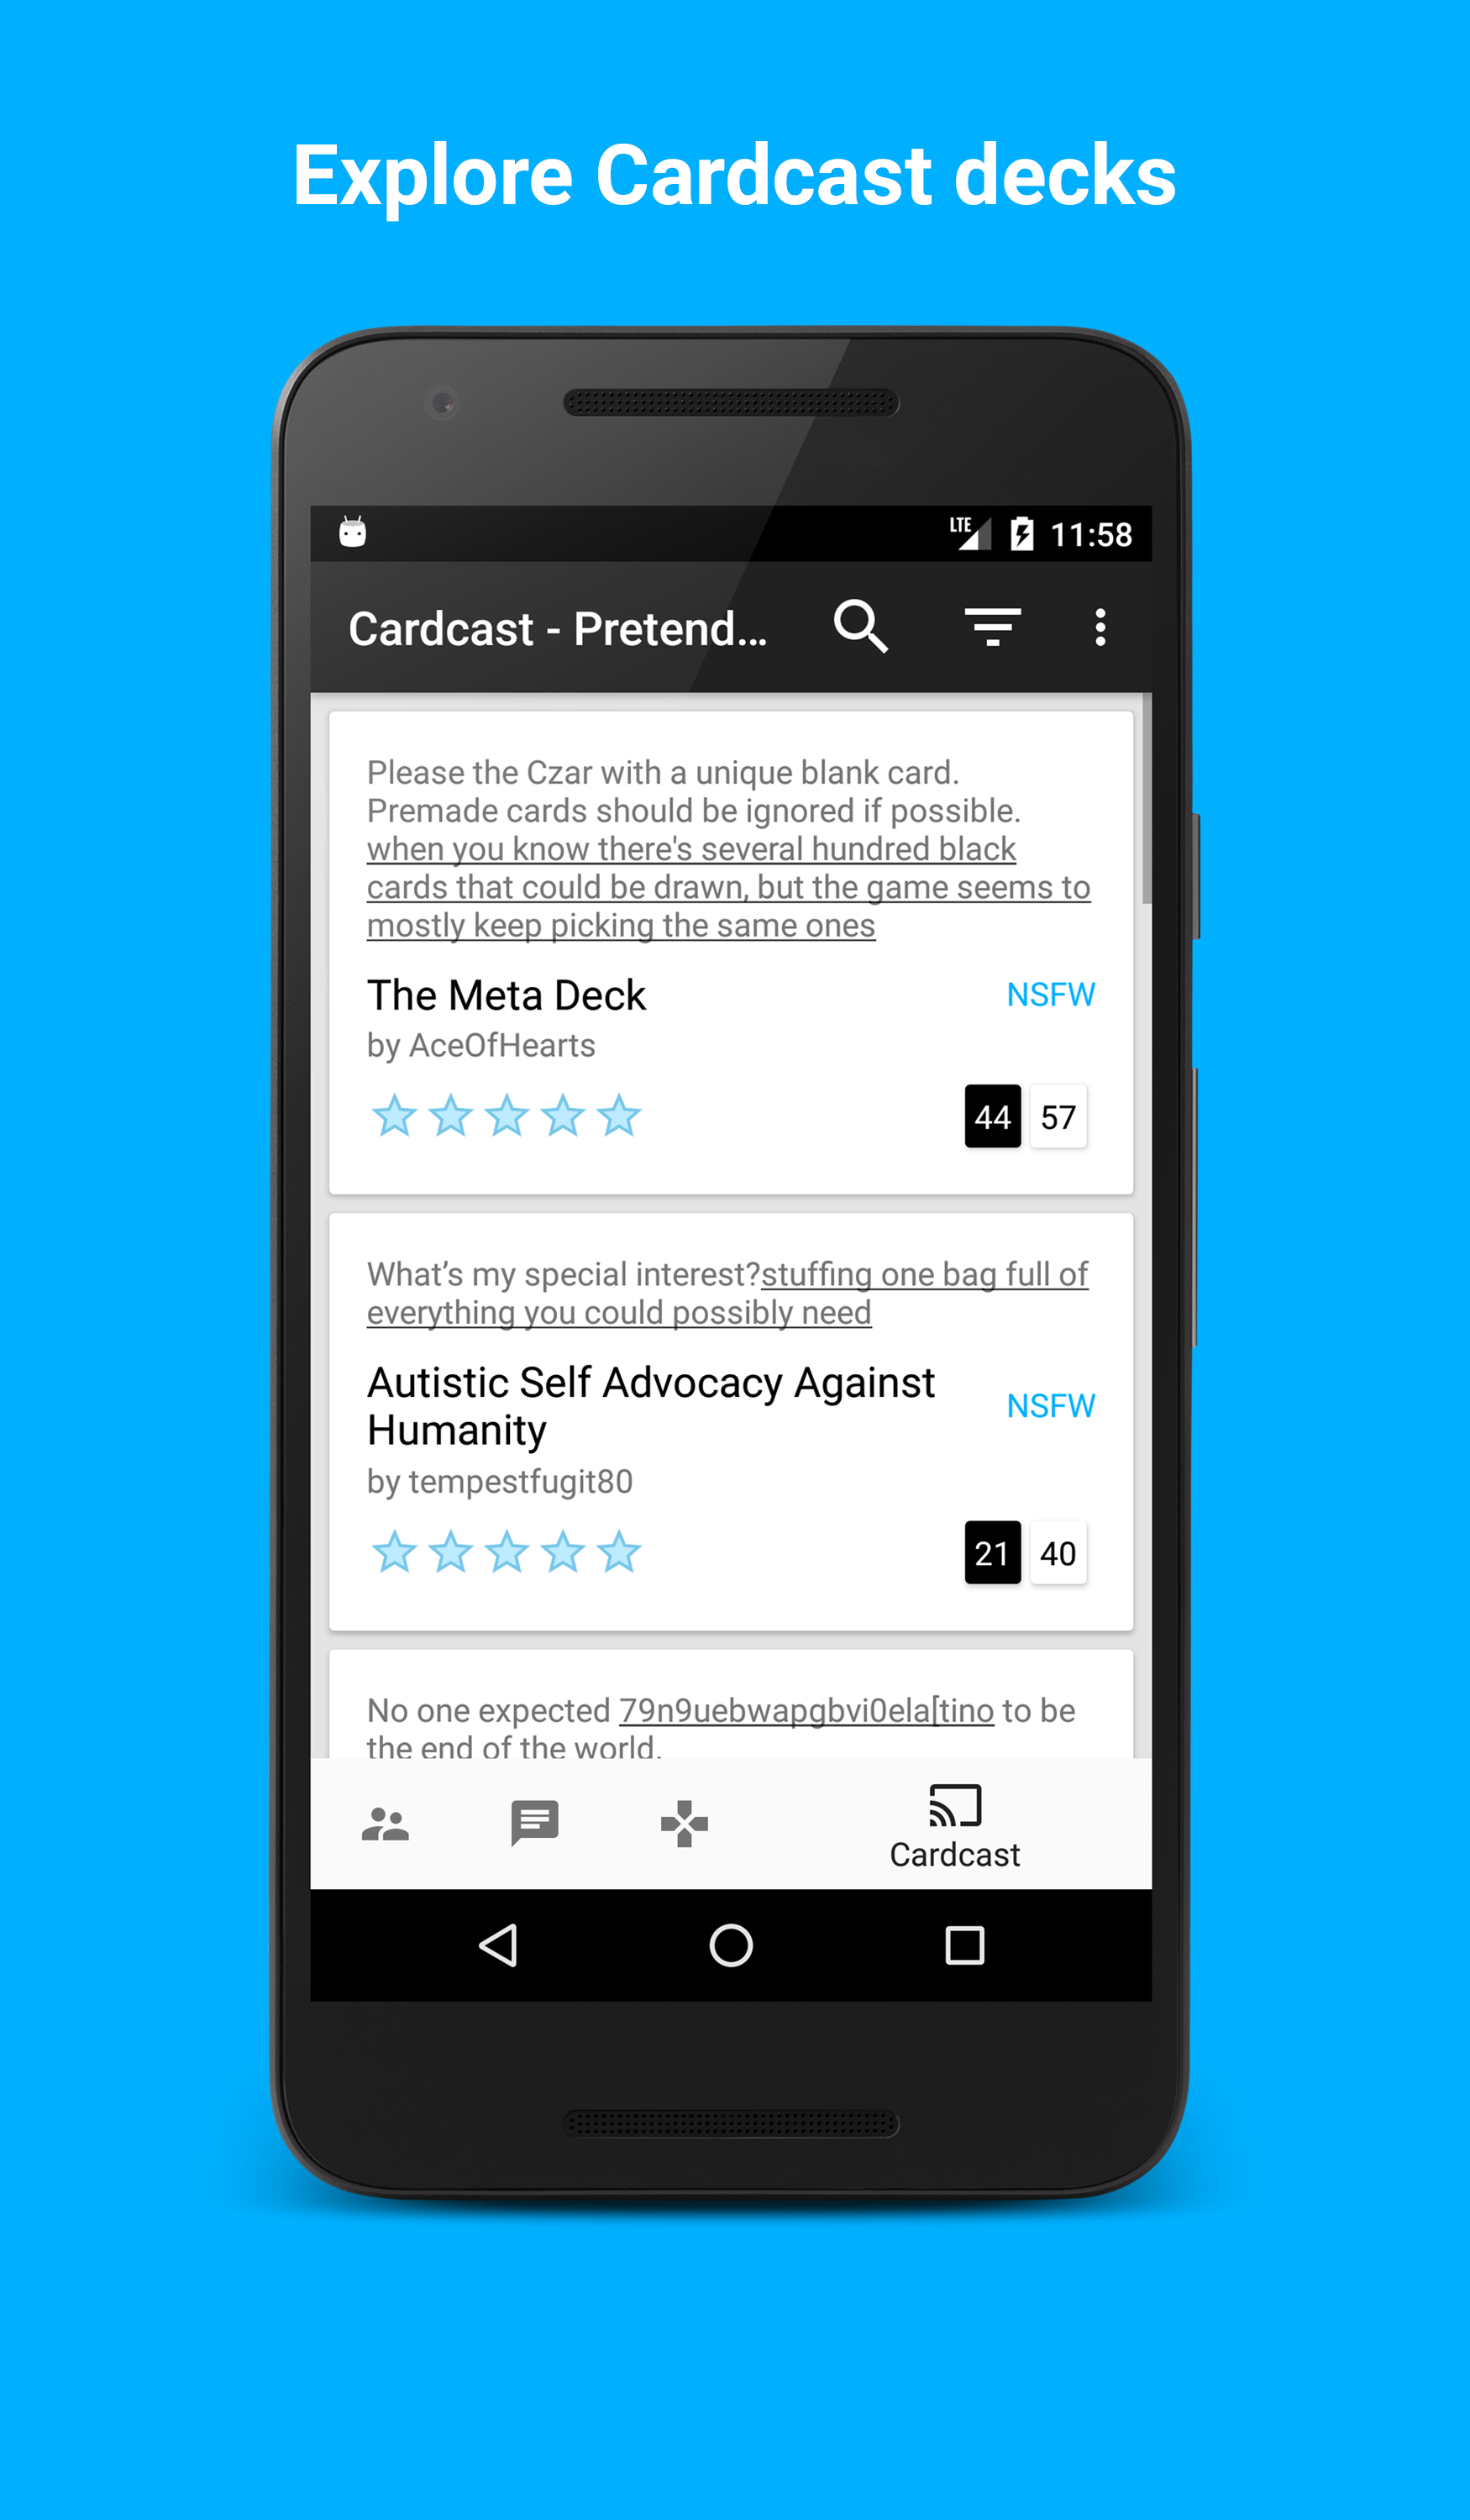 Explore Cardcast decks
LTE 11:58
Cardcast - Pretend...
Please the Czar with a unique blank card.
Premade cards should be ignored if possible.
when you know there's several hundred black
cards that could be drawn, but the game seems to
mostly keep picking the same ones
The Meta Deck
NSFW
by AceOfHearts
44 57
What’s my special interest?stuffing one bag full of
everything you could possibly need
Autistic Self Advocacy Against
Humanity
NSFW
by tempestfugit80
21 40
No one expected 79n9uebwapgbvi0ela[tino to be
the end of the world.
Cardcast